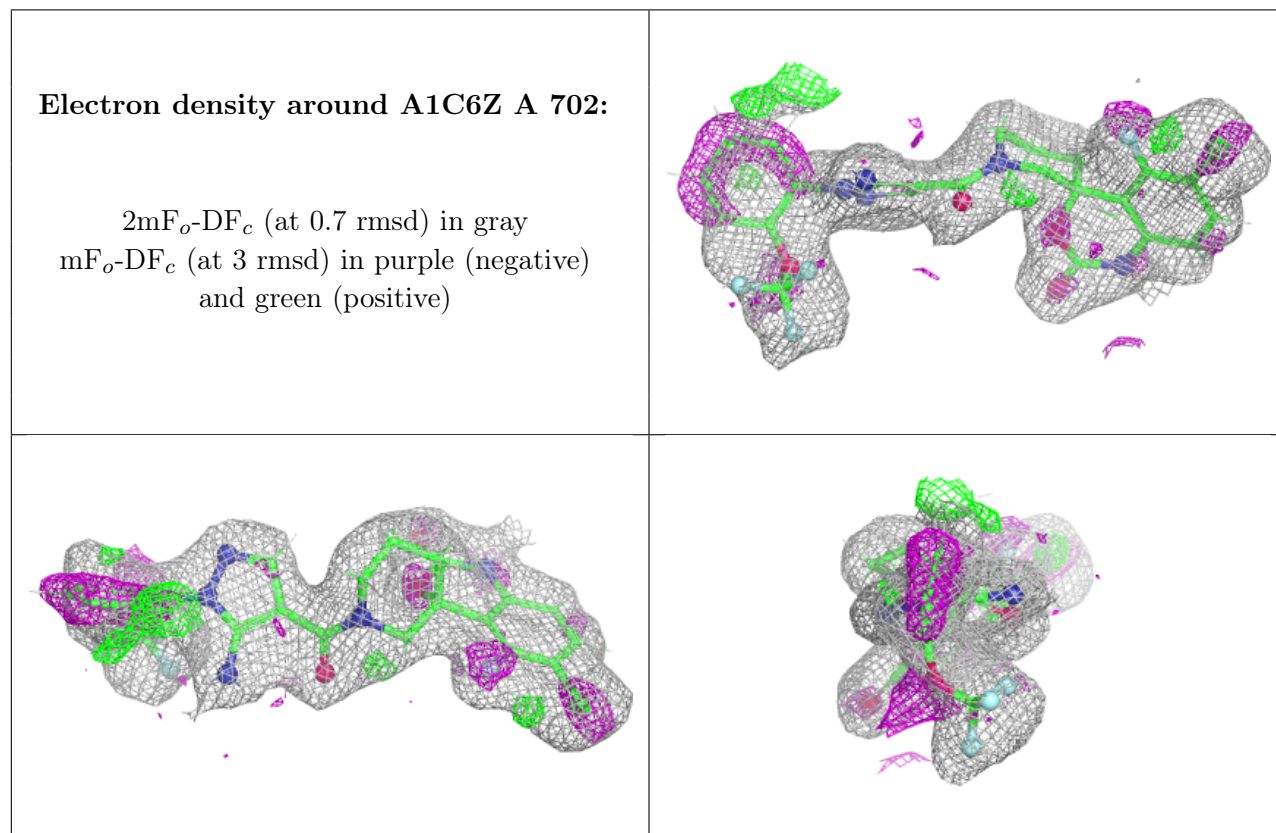 Electron density around A1C6Z A 702:
2mFₒ-DF𝒸 (at 0.7 rmsd) in gray
mFₒ-DF𝒸 (at 3 rmsd) in purple (negative)
and green (positive)